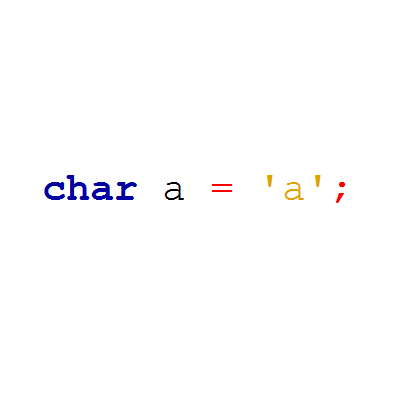 char a = 'a';